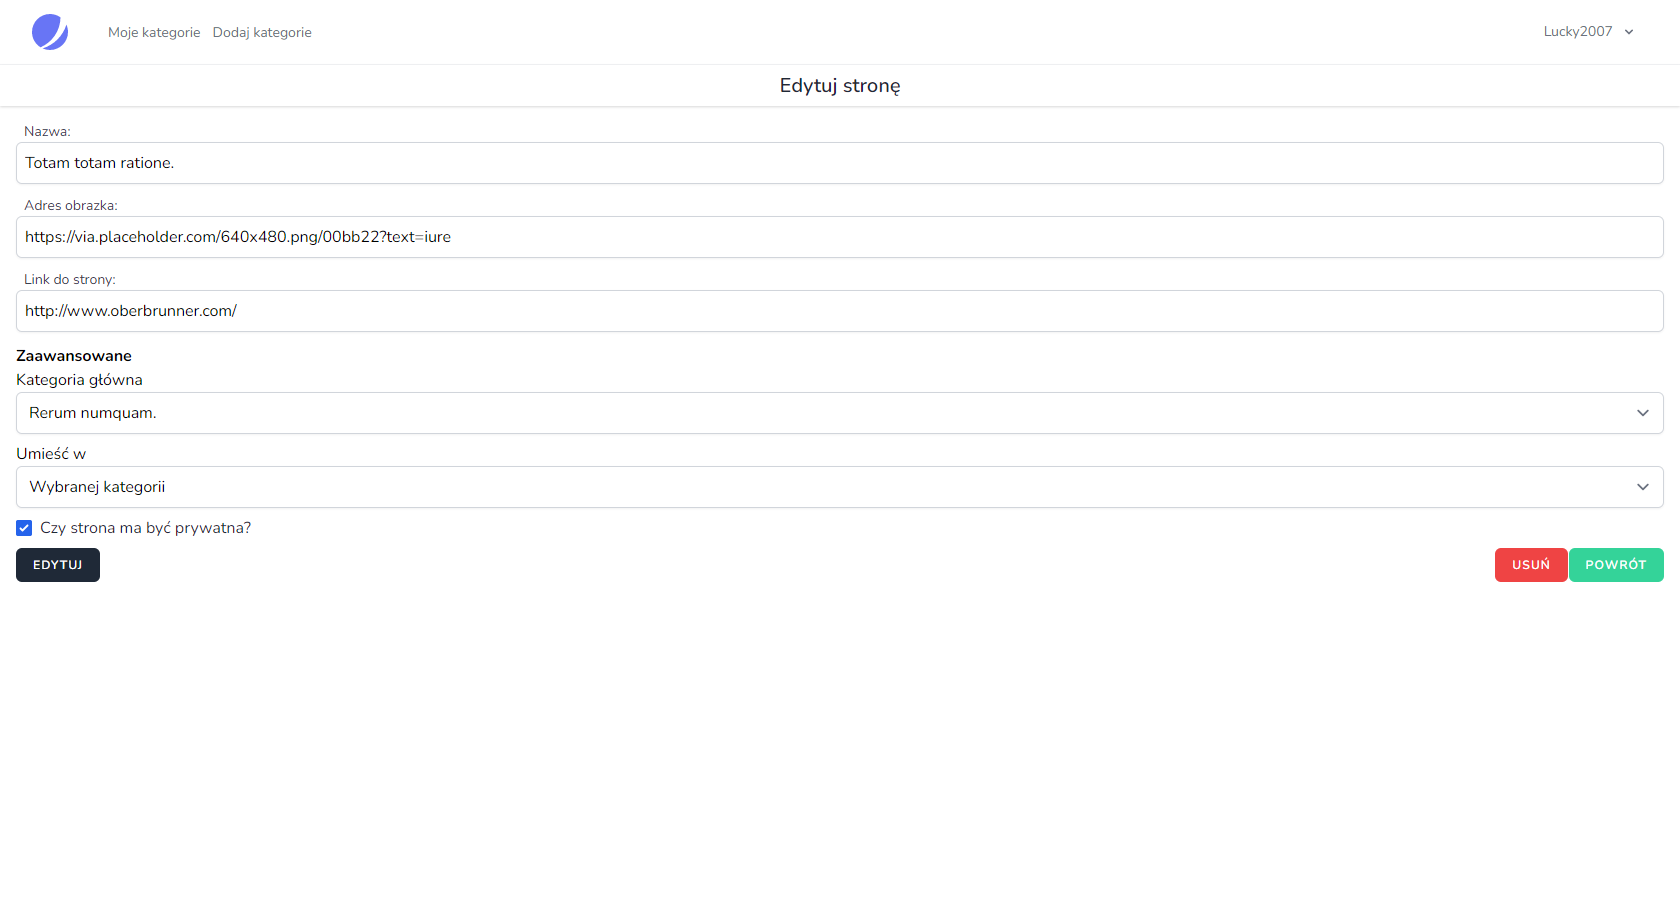 Moje kategorie Dodaj kategorie Lucky2007
Edytuj stronę
Nazwa:
Totam totam ratione.
Adres obrazka:
https://via.placeholder.com/640x480.png/00bb22?text=iure
Link do strony:
http://www.oberbrunner.com/
Zaawansowane
Kategoria główna
Rerum numquam.
Umieść w
Wybranej kategorii
Czy strona ma być prywatna?
EDYTUJ USUŃ POWRÓT